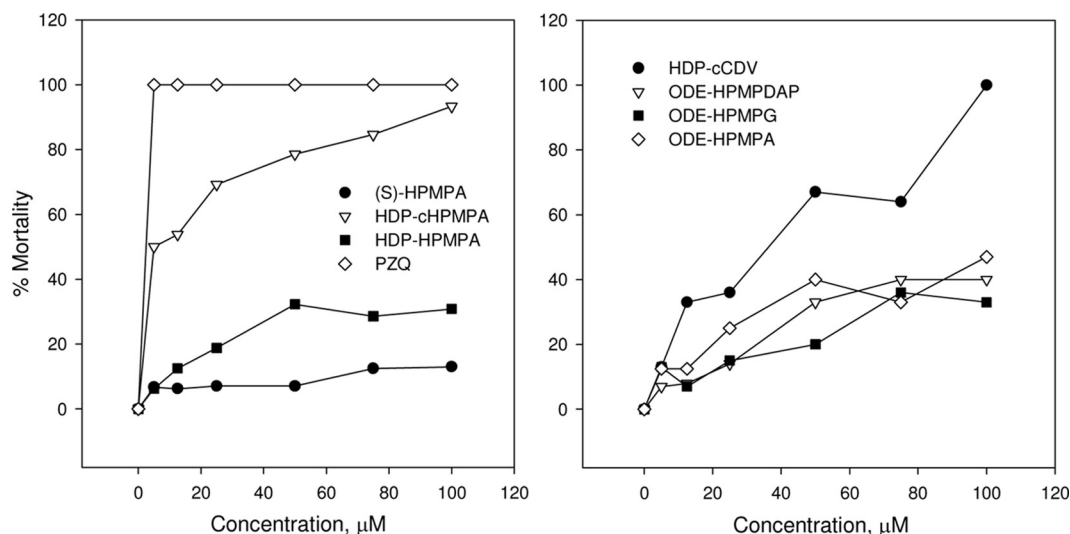 120
100
80
60
40
20
0
% Mortality
(S)-HPMPA
HDP-cHPMPA
HDP-HPMPA
PZQ
0 20 40 60 80 100 120
Concentration, μM
120
100
80
60
40
20
0
HDP-cCDV
ODE-HPMPDAP
ODE-HPMPG
ODE-HPMPA
0 20 40 60 80 100 120
Concentration, μM